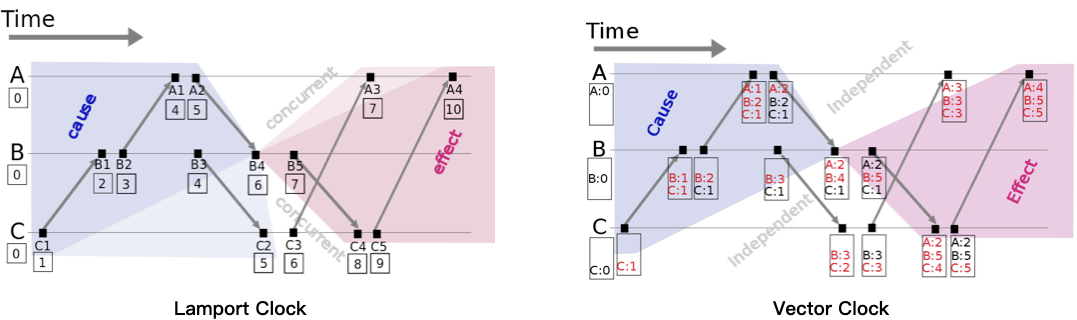 Time
A
0
B
0
C
0
cause
concurrent
concurrent
effect
A1
4
A2
5
A3
7
A4
10
B1
2
B2
3
B3
4
B4
6
B5
7
C1
1
C2
5
C3
6
C4
8
C5
9
Lamport Clock
Time
A
A:0
B
B:0
C
C:0
Cause
Independent
Independent
Effect
A:1
B:2
C:1
A:2
B:2
C:1
A:3
B:3
C:3
A:4
B:5
C:5
B:1
C:1
B:2
C:1
B:3
C:1
A:2
B:4
C:1
A:2
B:5
C:1
C:1
B:3
C:2
B:3
C:3
A:2
B:5
C:4
A:2
B:5
C:5
Vector Clock